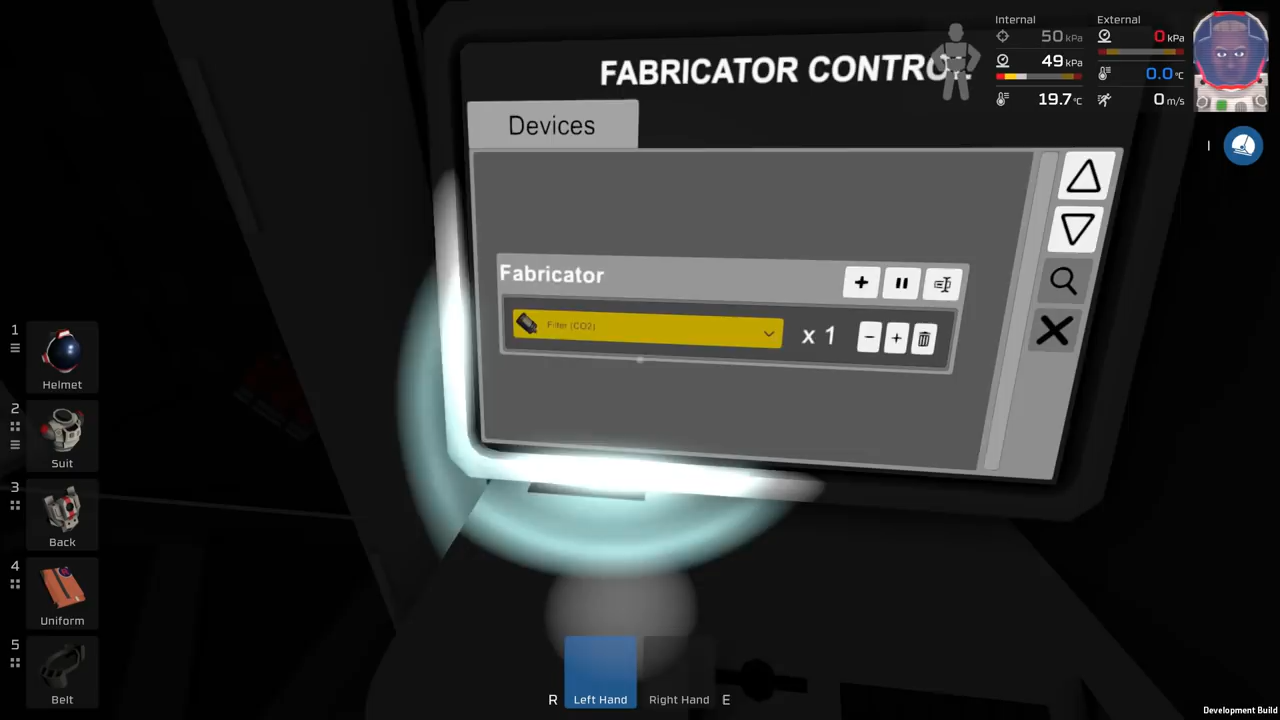 Internal
External
50 kPa
0 kPa
49 kPa
0.0 °C
19.7 °C
0 m/s
I
FABRICATOR CONTRO
Devices
Fabricator
Filter (CO2)
x 1
1
Helmet
2
Suit
3
Back
4
Uniform
5
Belt
R Left Hand Right Hand E
Development Build